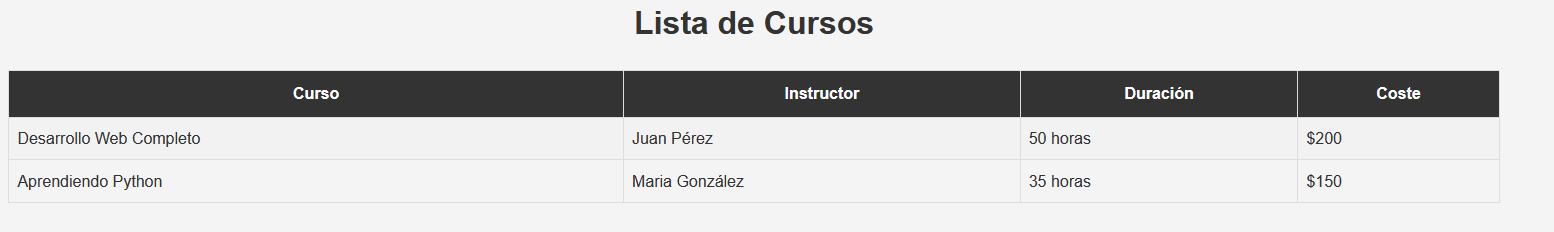 Lista de Cursos
Curso Instructor Duración Coste
Desarrollo Web Completo Juan Pérez 50 horas $200
Aprendiendo Python Maria González 35 horas $150